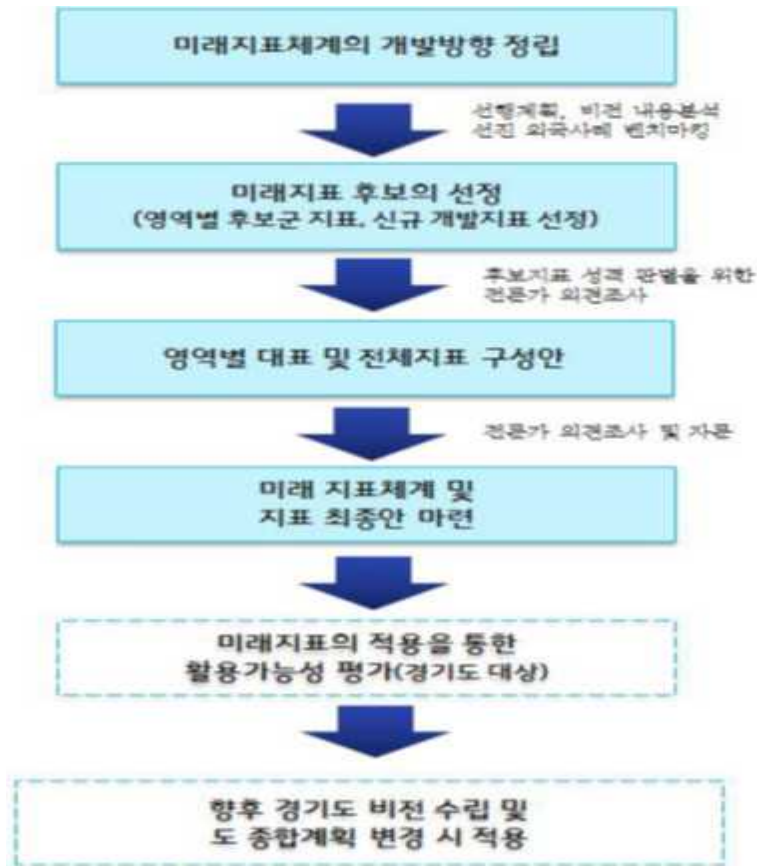 미래지표체계의 개발방향 정립
선행계획, 비전 내용분석
선진 외국사례 벤치마킹
미래지표 후보의 선정
(영역별 후보군 지표, 신규 개발지표 선정)
후보지표 성격 판별을 위한
전문가 의견조사
영역별 대표 및 전체지표 구성안
전문가 의견조사 및 자문
미래 지표체계 및
지표 최종안 마련
미래지표의 적용을 통한
활용가능성 평가(경기도 대상)
향후 경기도 비전 수립 및
도 종합계획 변경 시 적용